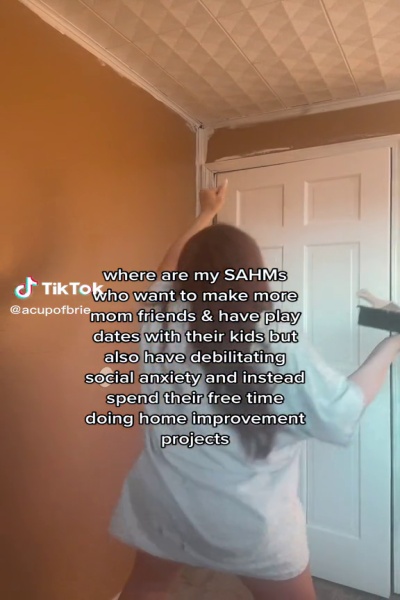 where are my SAHMs
who want to make more
mom friends & have play
dates with their kids but
also have debilitating
social anxiety and instead
spend their free time
doing home improvement
projects
TikTok
@acupofbrie